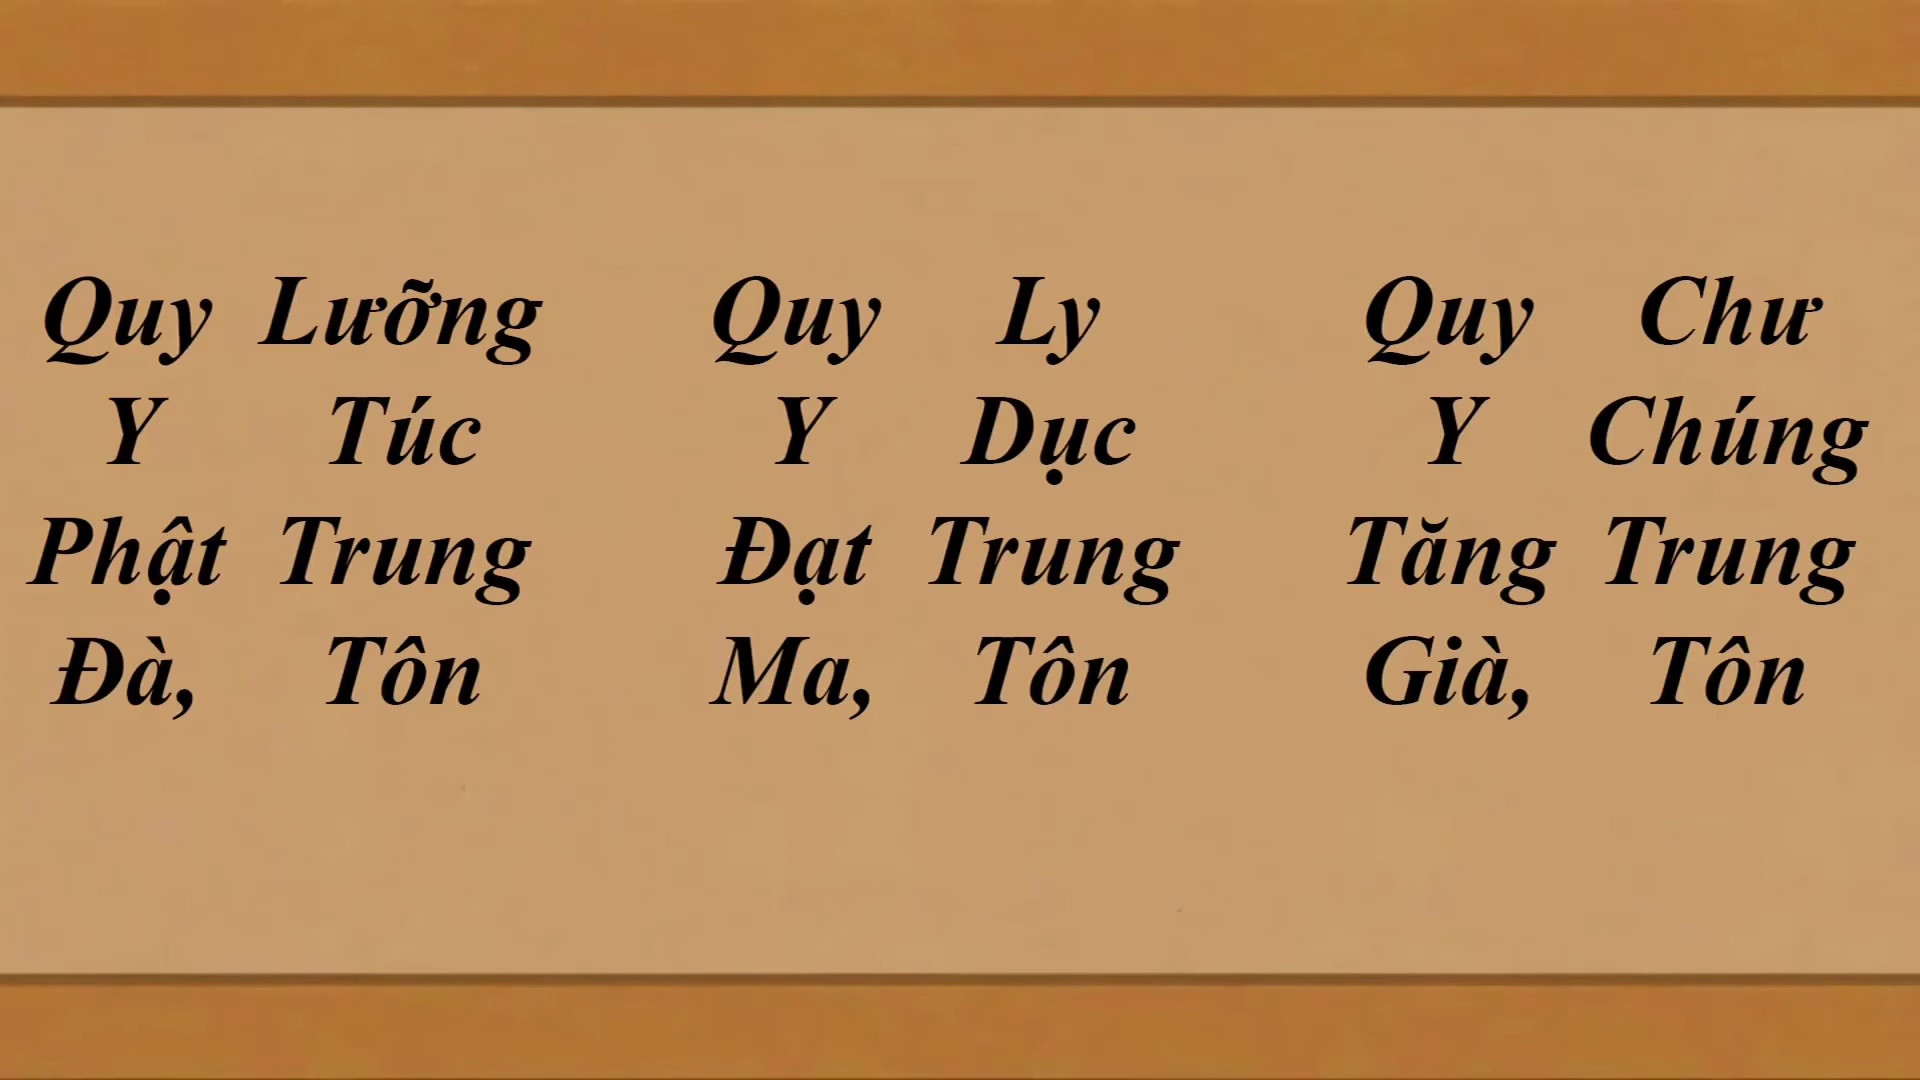 Quy Y Phật Đà,
Lưỡng Túc Trung Tôn
Quy Y Đạt Ma,
Ly Dục Trung Tôn
Quy Y Tăng Già,
Chư Chúng Trung Tôn